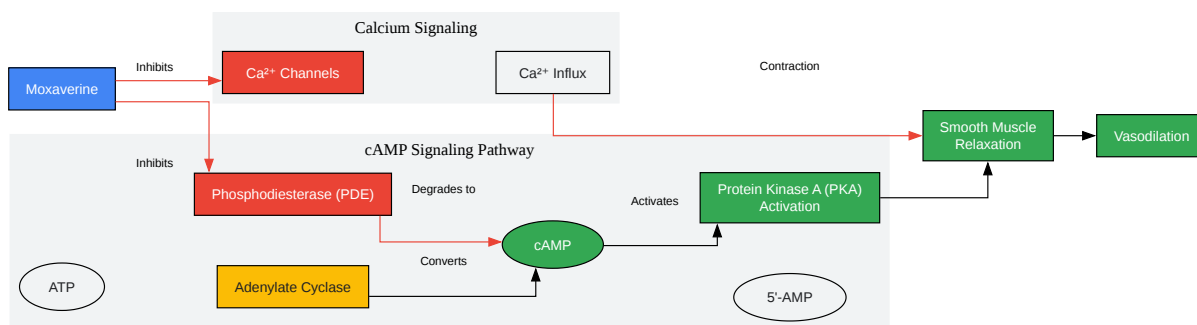 Calcium Signaling
Inhibits
Ca²⁺ Channels
Ca²⁺ Influx
Contraction
Moxaverine
Smooth Muscle
Relaxation
Vasodilation
cAMP Signaling Pathway
Inhibits
Phosphodiesterase (PDE)
Degrades to
Activates
Protein Kinase A (PKA)
Activation
cAMP
Converts
ATP
Adenylate Cyclase
5'-AMP